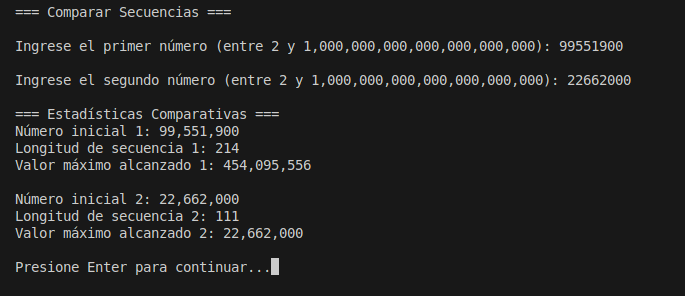 === Comparar Secuencias ===
Ingrese el primer número (entre 2 y 1,000,000,000,000,000,000,000): 99551900
Ingrese el segundo número (entre 2 y 1,000,000,000,000,000,000,000): 22662000
=== Estadísticas Comparativas ===
Número inicial 1: 99,551,900
Longitud de secuencia 1: 214
Valor máximo alcanzado 1: 454,095,556
Número inicial 2: 22,662,000
Longitud de secuencia 2: 111
Valor máximo alcanzado 2: 22,662,000
Presione Enter para continuar...